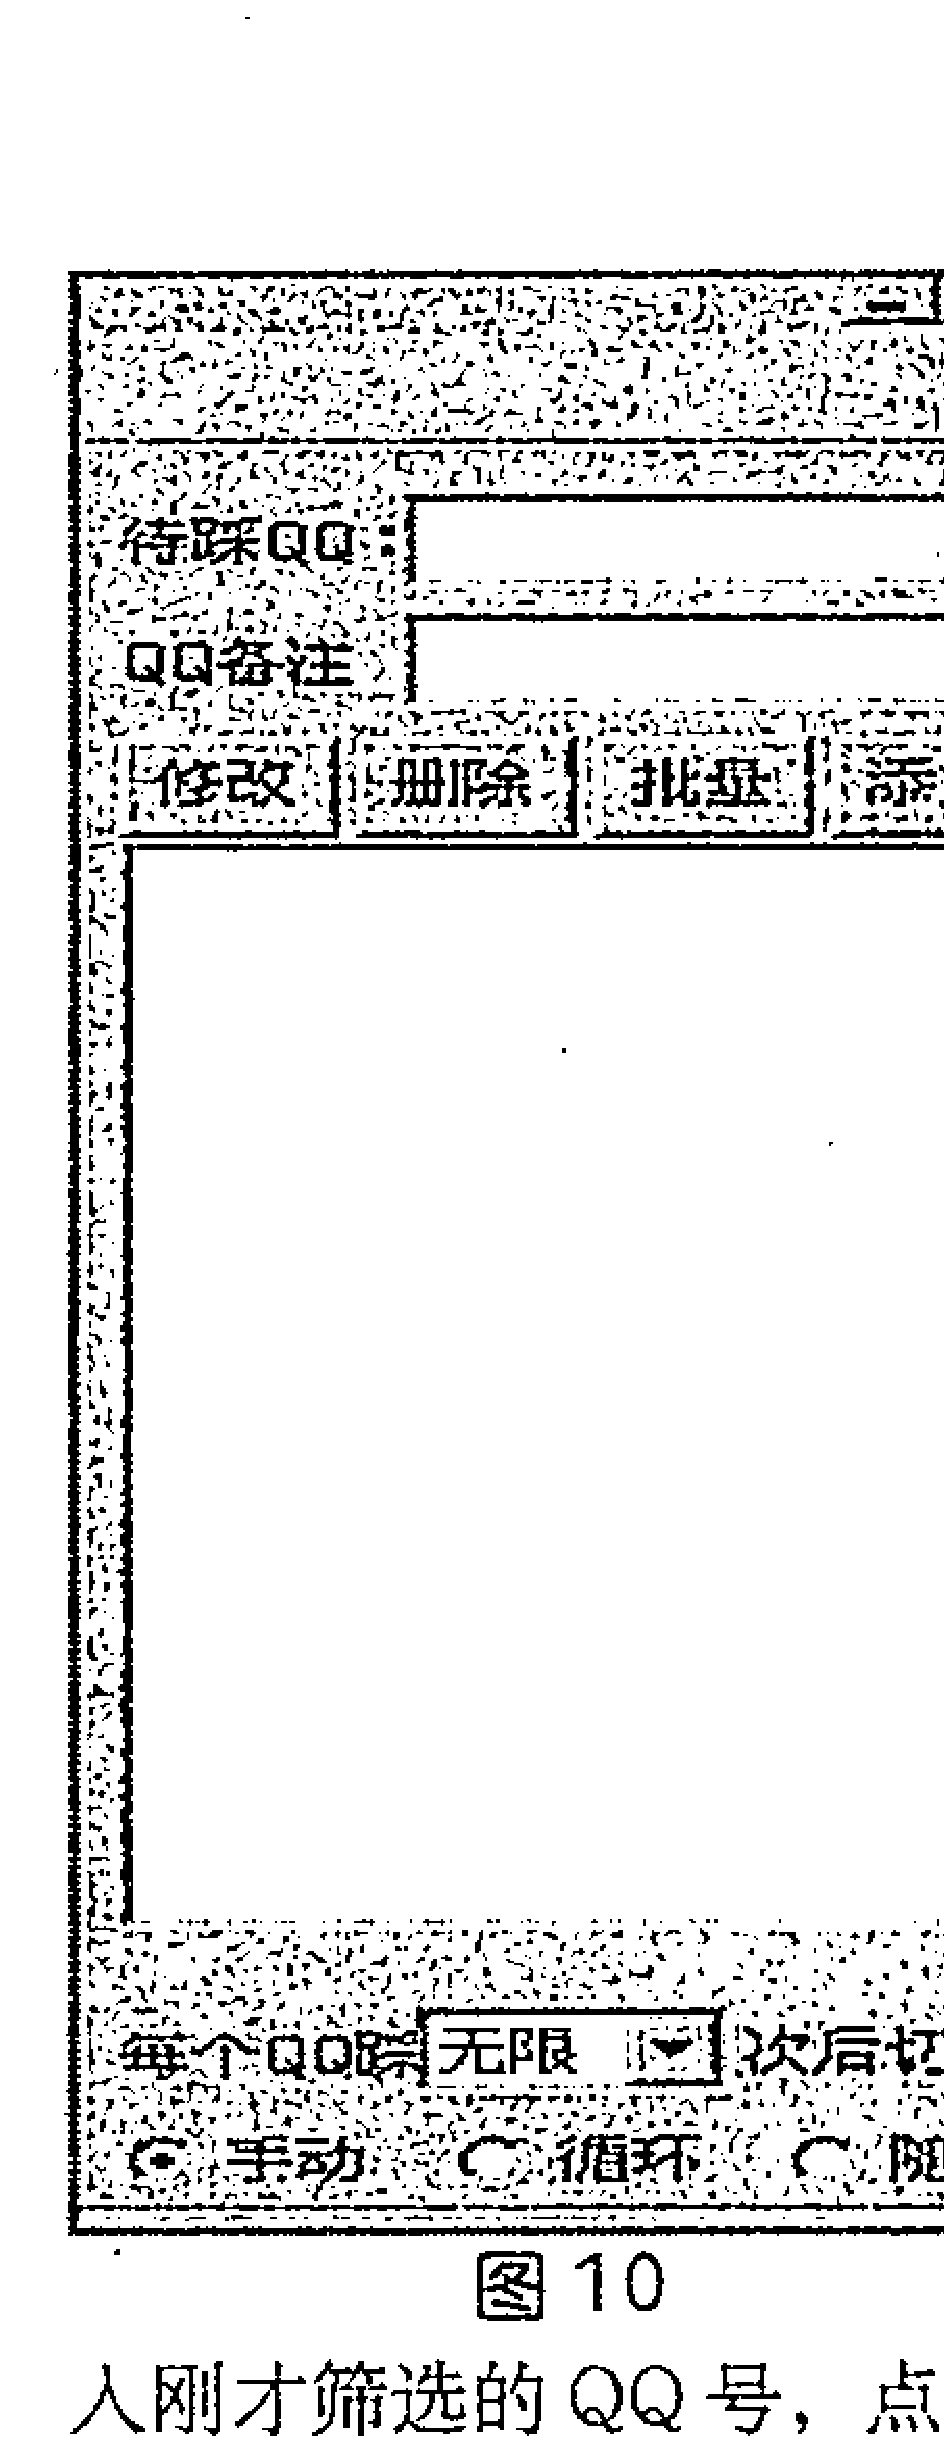 待踩QQ:
QQ备注
修改 删除 批量 添
每个QQ踩 无限 次后切
手动 循环 随
图 10
入刚才筛选的 QQ 号，点